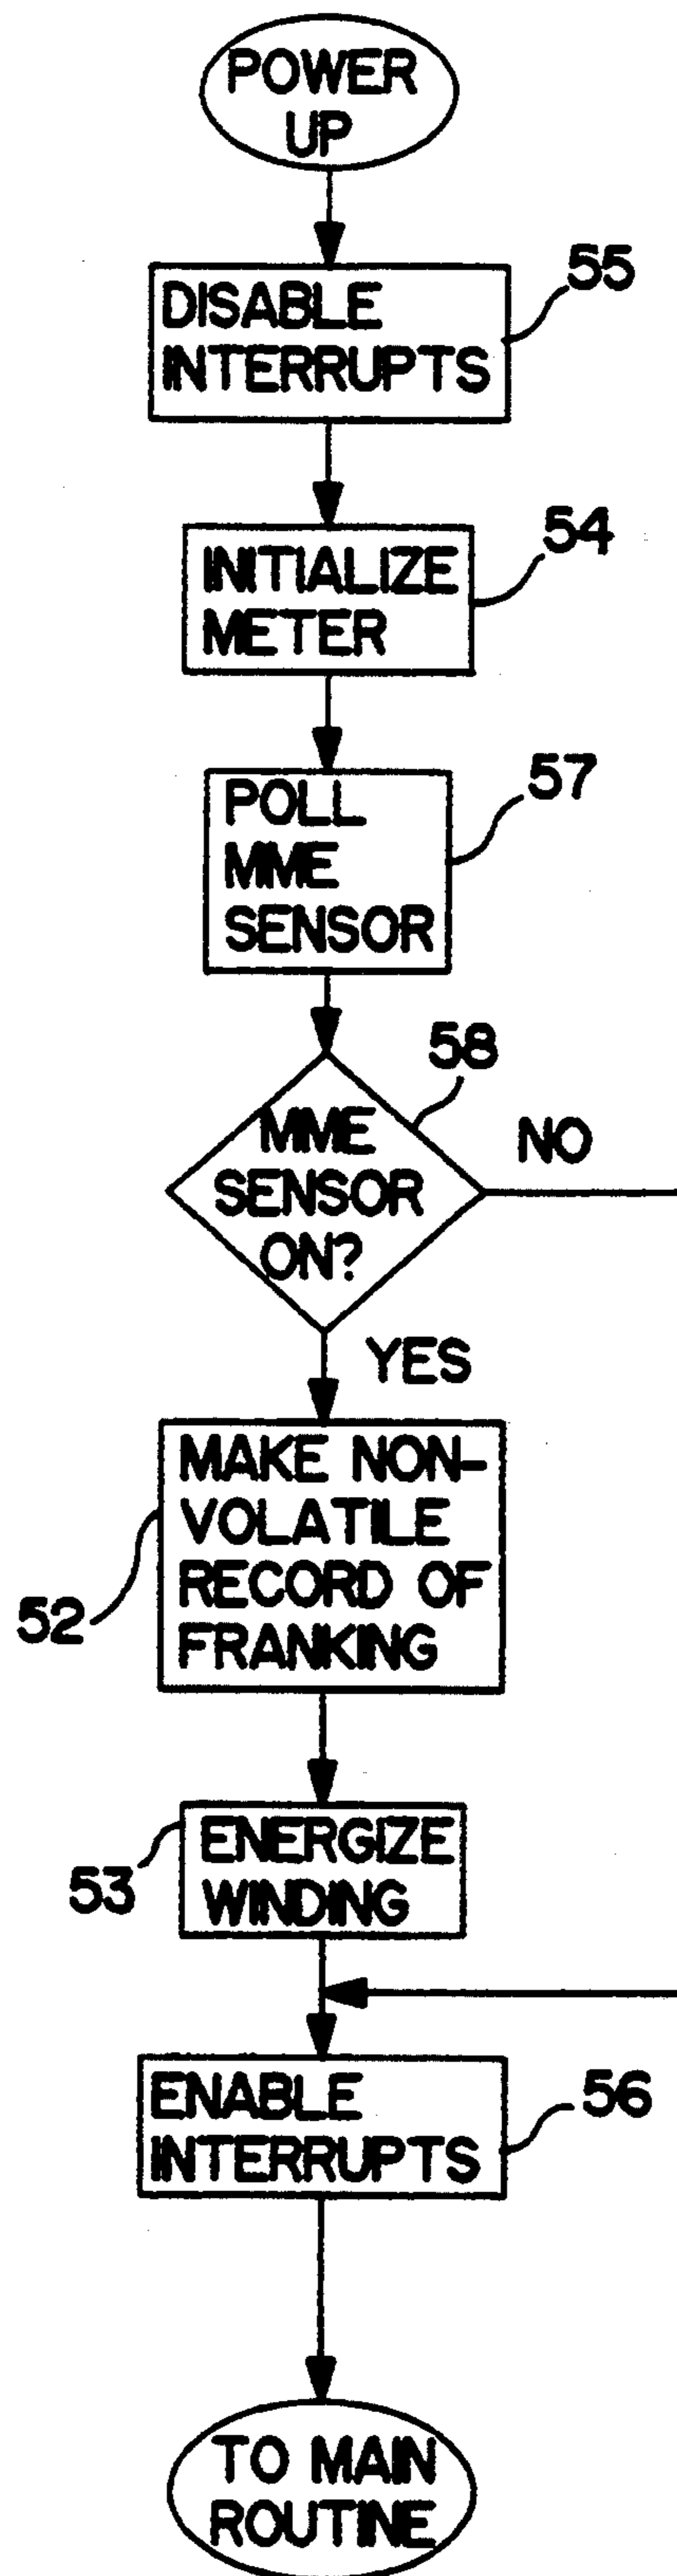 POWER
UP
55
DISABLE
INTERRUPTS
54
INITIALIZE
METER
57
POLL
MME
SENSOR
58
MME
SENSOR
ON?
NO
YES
MAKE NON-
VOLATILE
RECORD OF
FRANKING
52
ENERGIZE
WINDING
53
ENABLE
INTERRUPTS
56
TO MAIN
ROUTINE